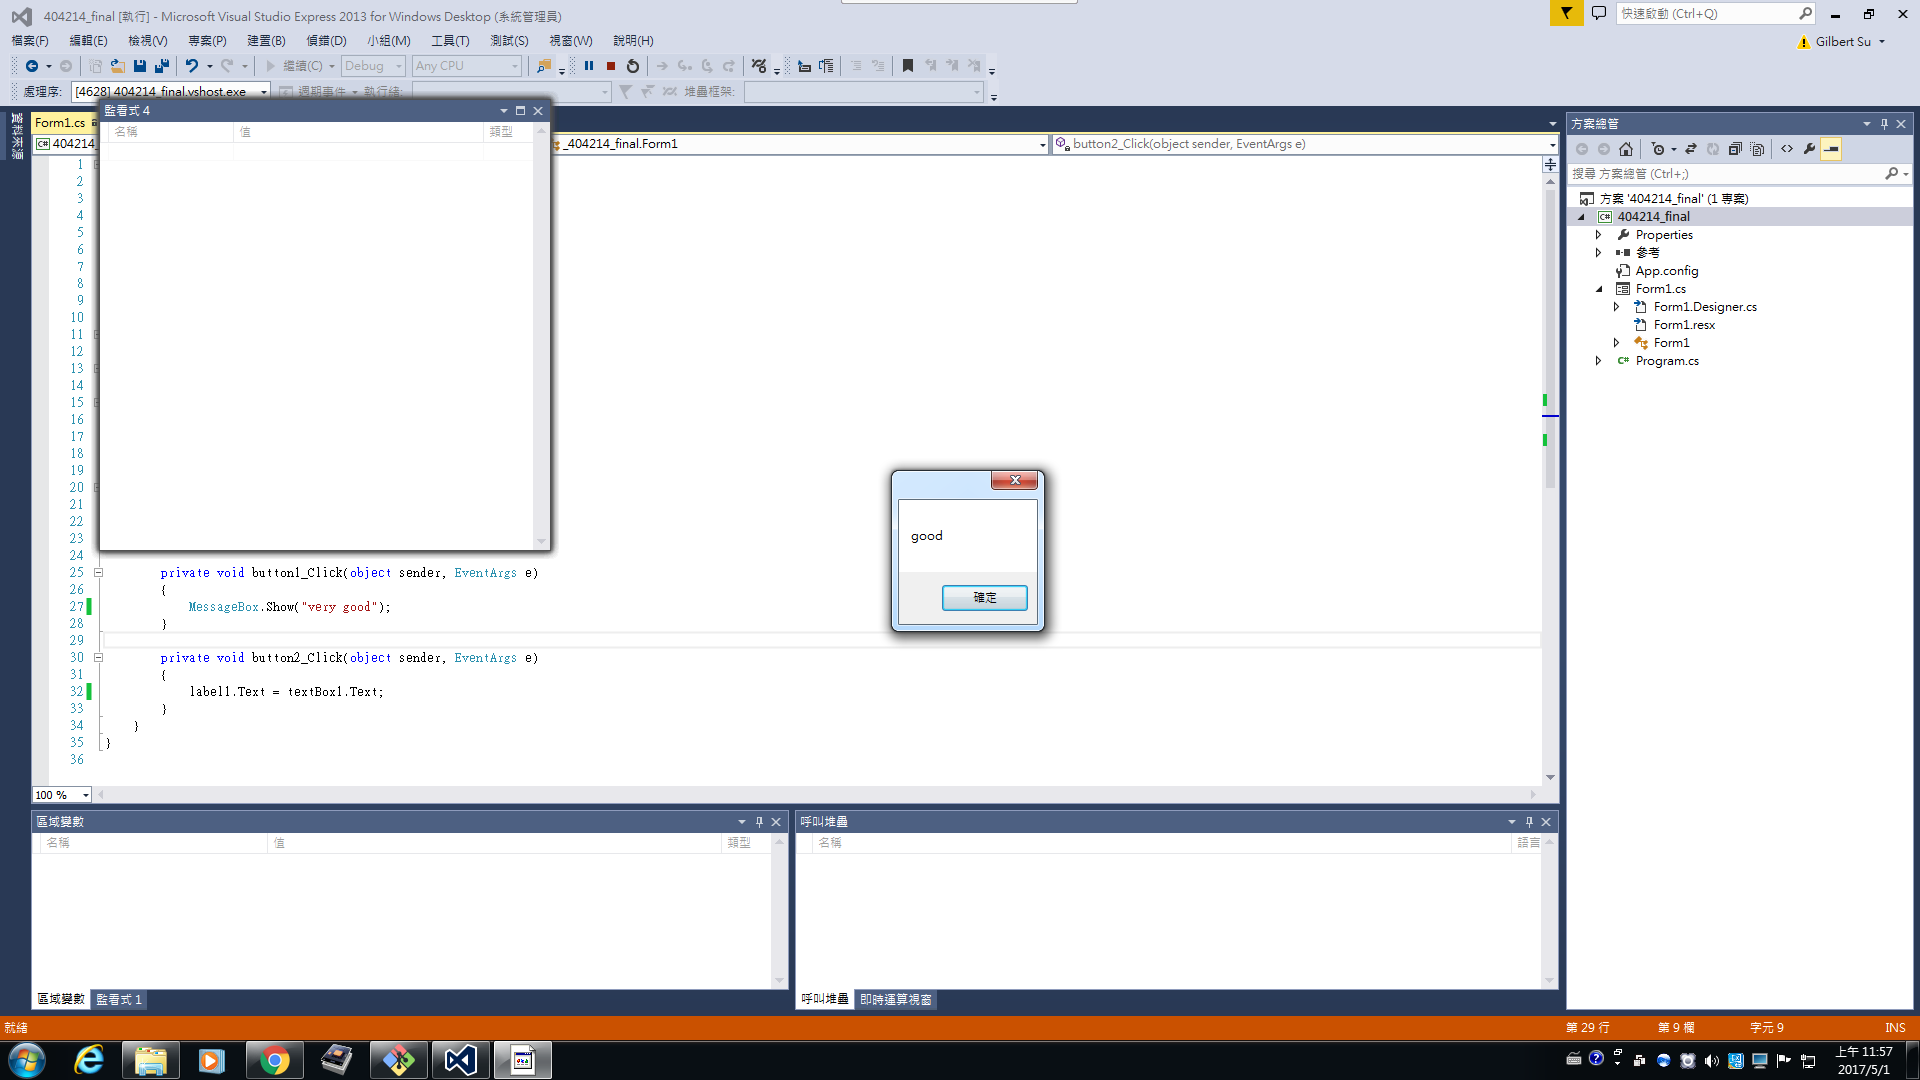 404214_final [執行] - Microsoft Visual Studio Express 2013 for Windows Desktop (系統管理員)
快速啟動 (Ctrl+Q)
檔案(F) 編輯(E) 檢視(V) 專案(P) 建置(B) 偵錯(D) 小組(M) 工具(T) 測試(S) 視窗(W) 說明(H)
Gilbert Su
繼續(C) Debug Any CPU
處理序: [4628] 404214_final.vshost.exe 週期事件 執行緒: 堆疊框架:
資料來源
Form1.cs
監看式 4
名稱 值 類型
404214_
_404214_final.Form1
button2_Click(object sender, EventArgs e)
1
2
3
4
5
6
7
8
9
10
11
12
13
14
15
16
17
18
19
20
21
22
23
24
25 private void button1_Click(object sender, EventArgs e)
26 {
27 MessageBox.Show("very good");
28 }
29
30 private void button2_Click(object sender, EventArgs e)
31 {
32 label1.Text = textBox1.Text;
33 }
34 }
35 }
36
100 %
good
確定
方案總管
搜尋 方案總管 (Ctrl+;)
方案 '404214_final' (1 專案)
C# 404214_final
Properties
參考
App.config
Form1.cs
Form1.Designer.cs
Form1.resx
Form1
C# Program.cs
區域變數
名稱 值 類型
區域變數 監看式 1
呼叫堆疊
名稱 語言
呼叫堆疊 即時運算視窗
就緒
第 29 行 第 9 欄 字元 9 INS
上午 11:57
2017/5/1